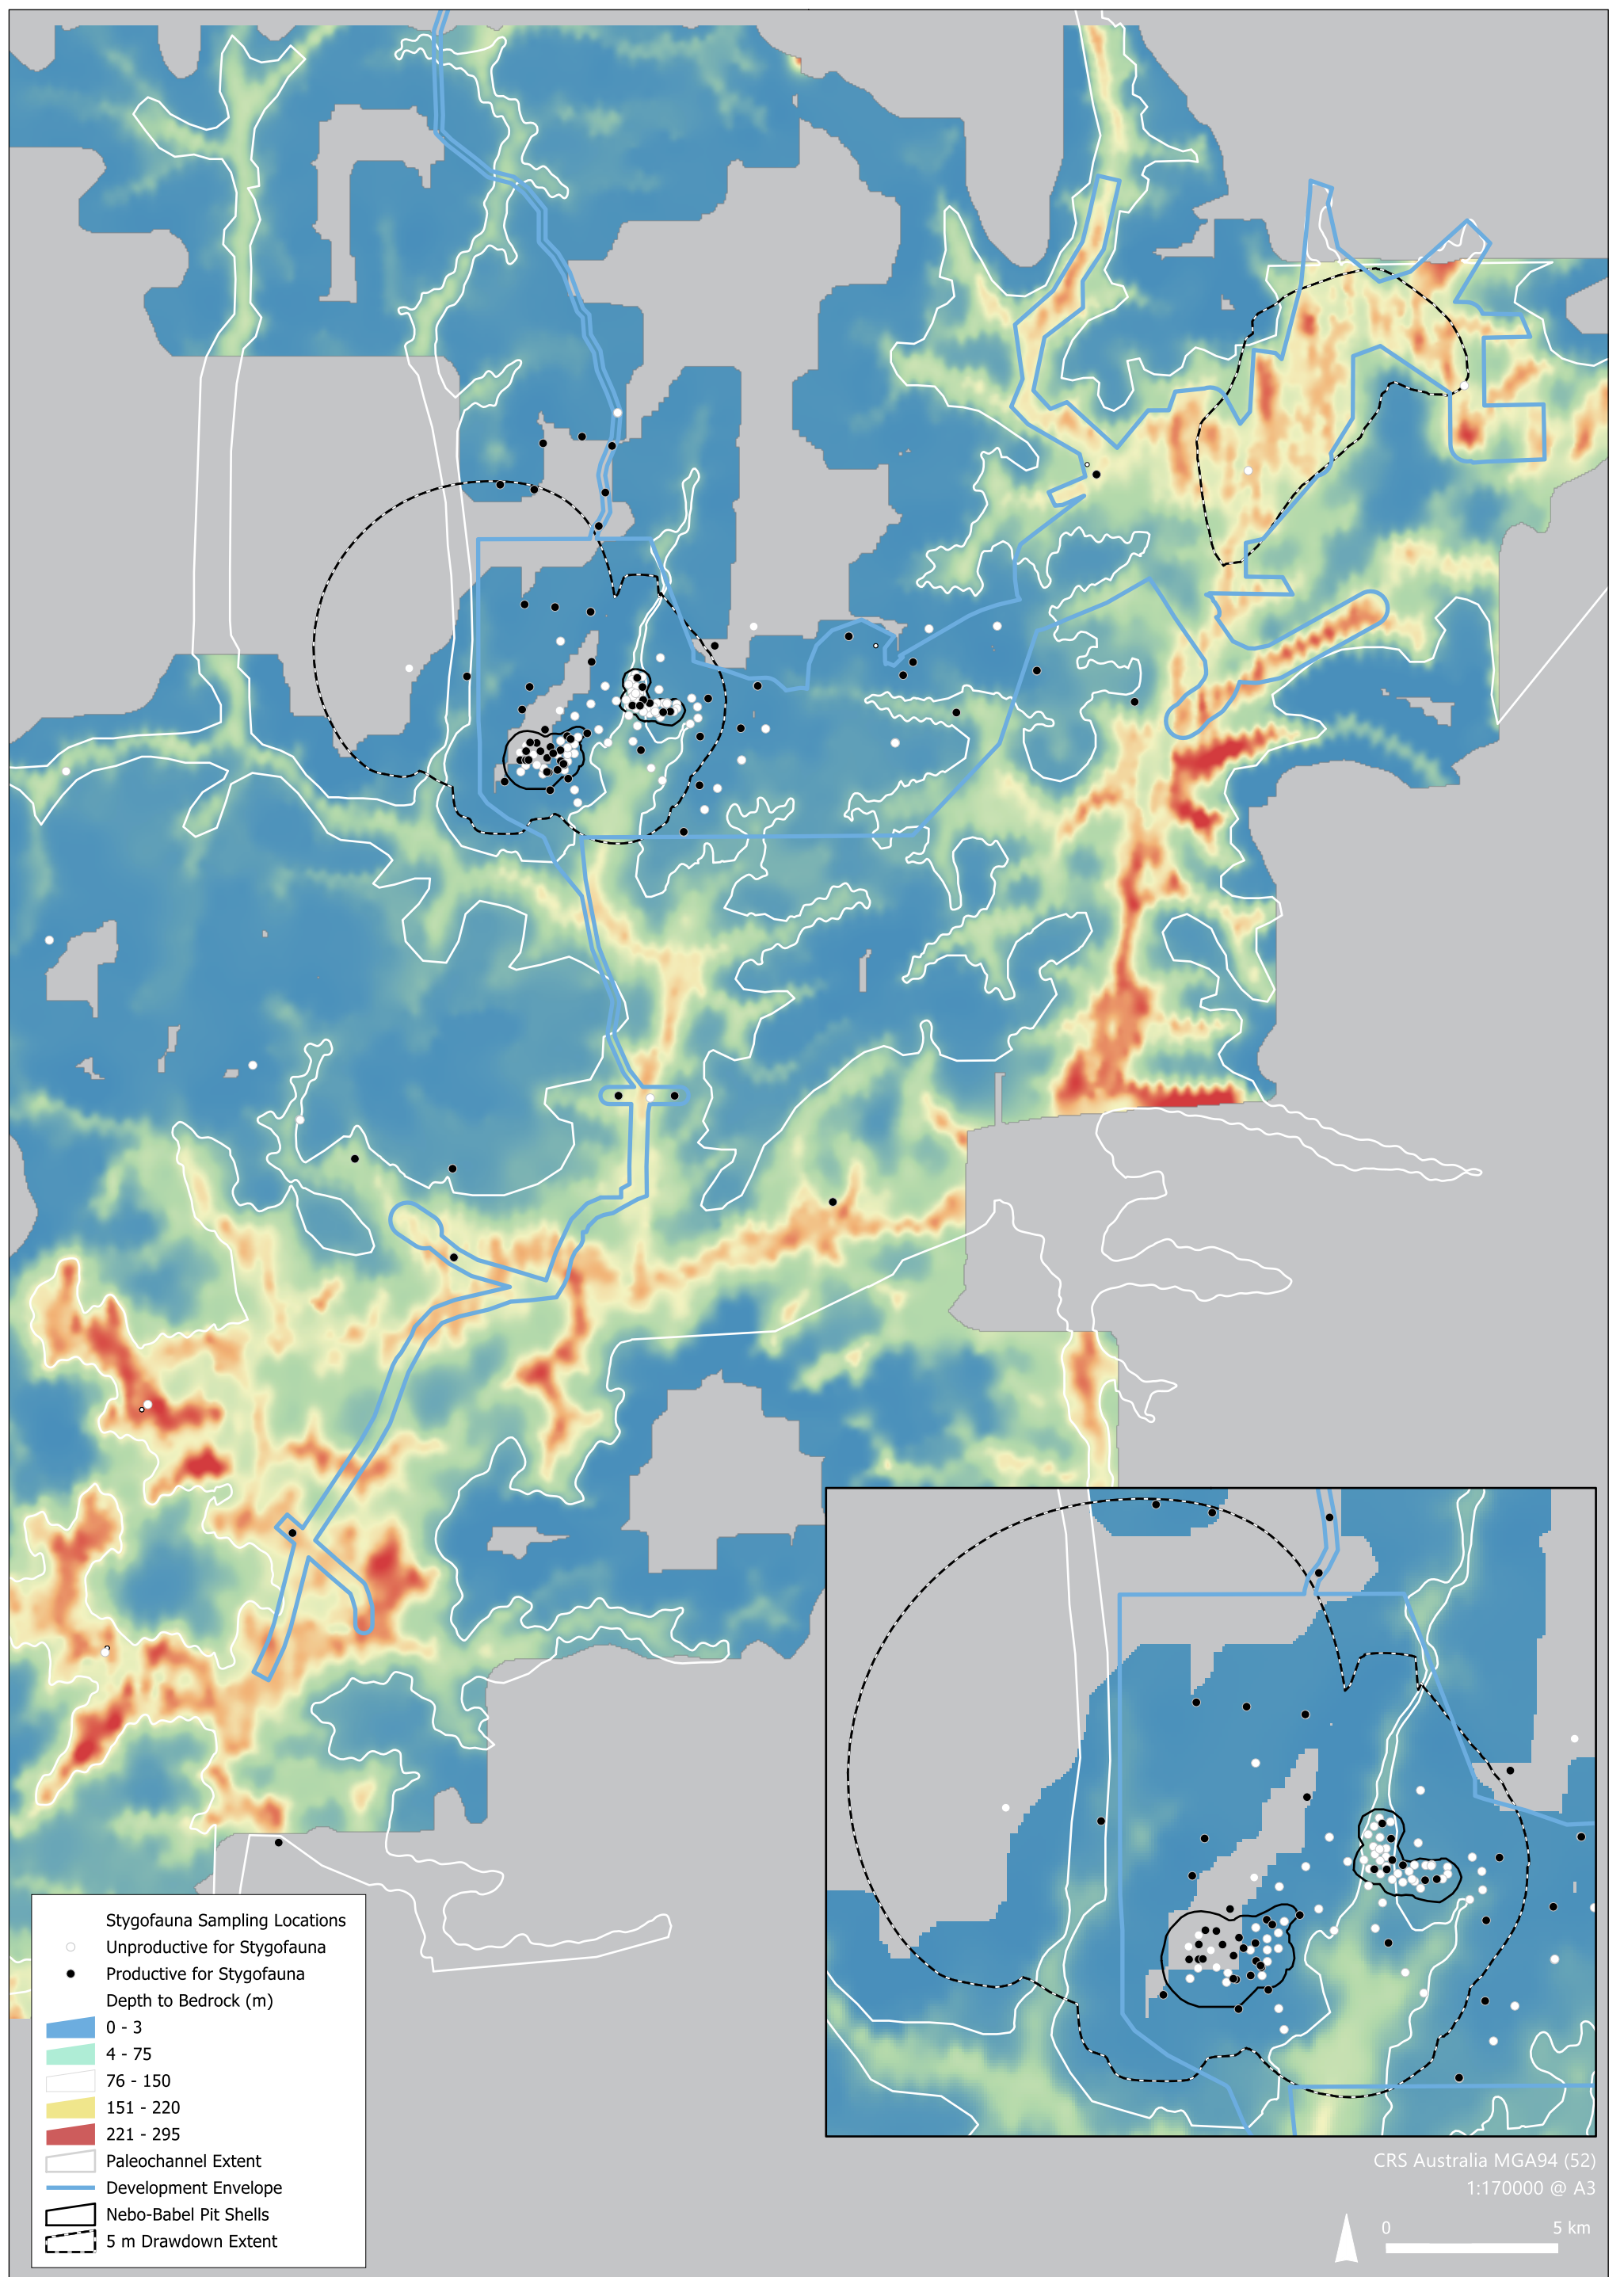 Stygofauna Sampling Locations
Unproductive for Stygofauna
Productive for Stygofauna
Depth to Bedrock (m)
0 - 3
4 - 75
76 - 150
151 - 220
221 - 295
Paleochannel Extent
Development Envelope
Nebo-Babel Pit Shells
5 m Drawdown Extent
CRS Australia MGA94 (52)
1:170000 @ A3
0 5 km